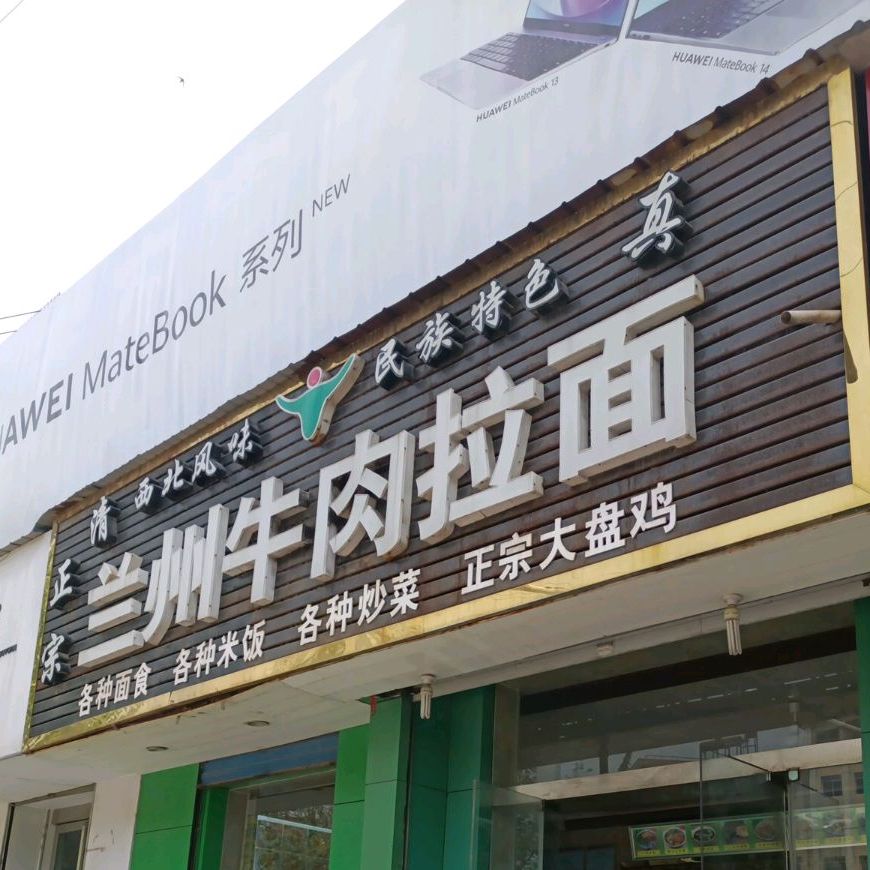 HUAWEI MateBook 13
HUAWEI MateBook 14
HUAWEI MateBook 系列 NEW
正宗
清 西北风味 民族特色 真
兰州牛肉拉面
各种面食 各种米饭 各种炒菜 正宗大盘鸡